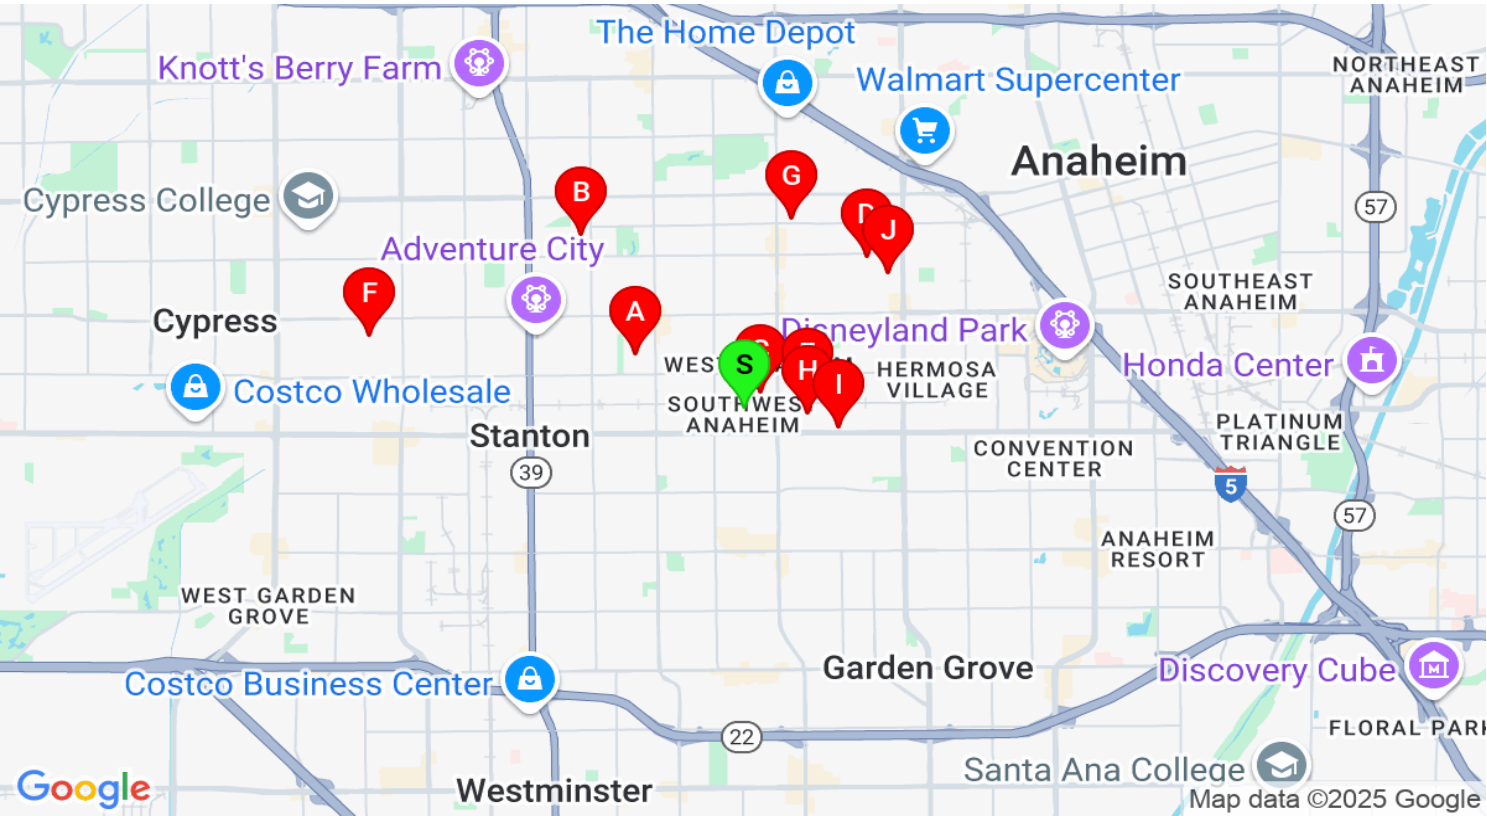 The Home Depot
Knott's Berry Farm
NORTHEAST
ANAHEIM
Walmart Supercenter
Anaheim
G
B
Cypress College
57
D
J
Adventure City
SOUTHEAST
ANAHEIM
F
A
Cypress
Disneyland Park
WEST
S
H
I
HERMOSA
VILLAGE
Honda Center
Costco Wholesale
SOUTHWES
ANAHEIM
PLATINUM
TRIANGLE
Stanton
CONVENTION
CENTER
39
5
57
ANAHEIM
RESORT
WEST GARDEN
GROVE
Garden Grove
Discovery Cube
Costco Business Center
22
FLORAL PARK
Santa Ana College
Westminster
Google
Map data ©2025 Google